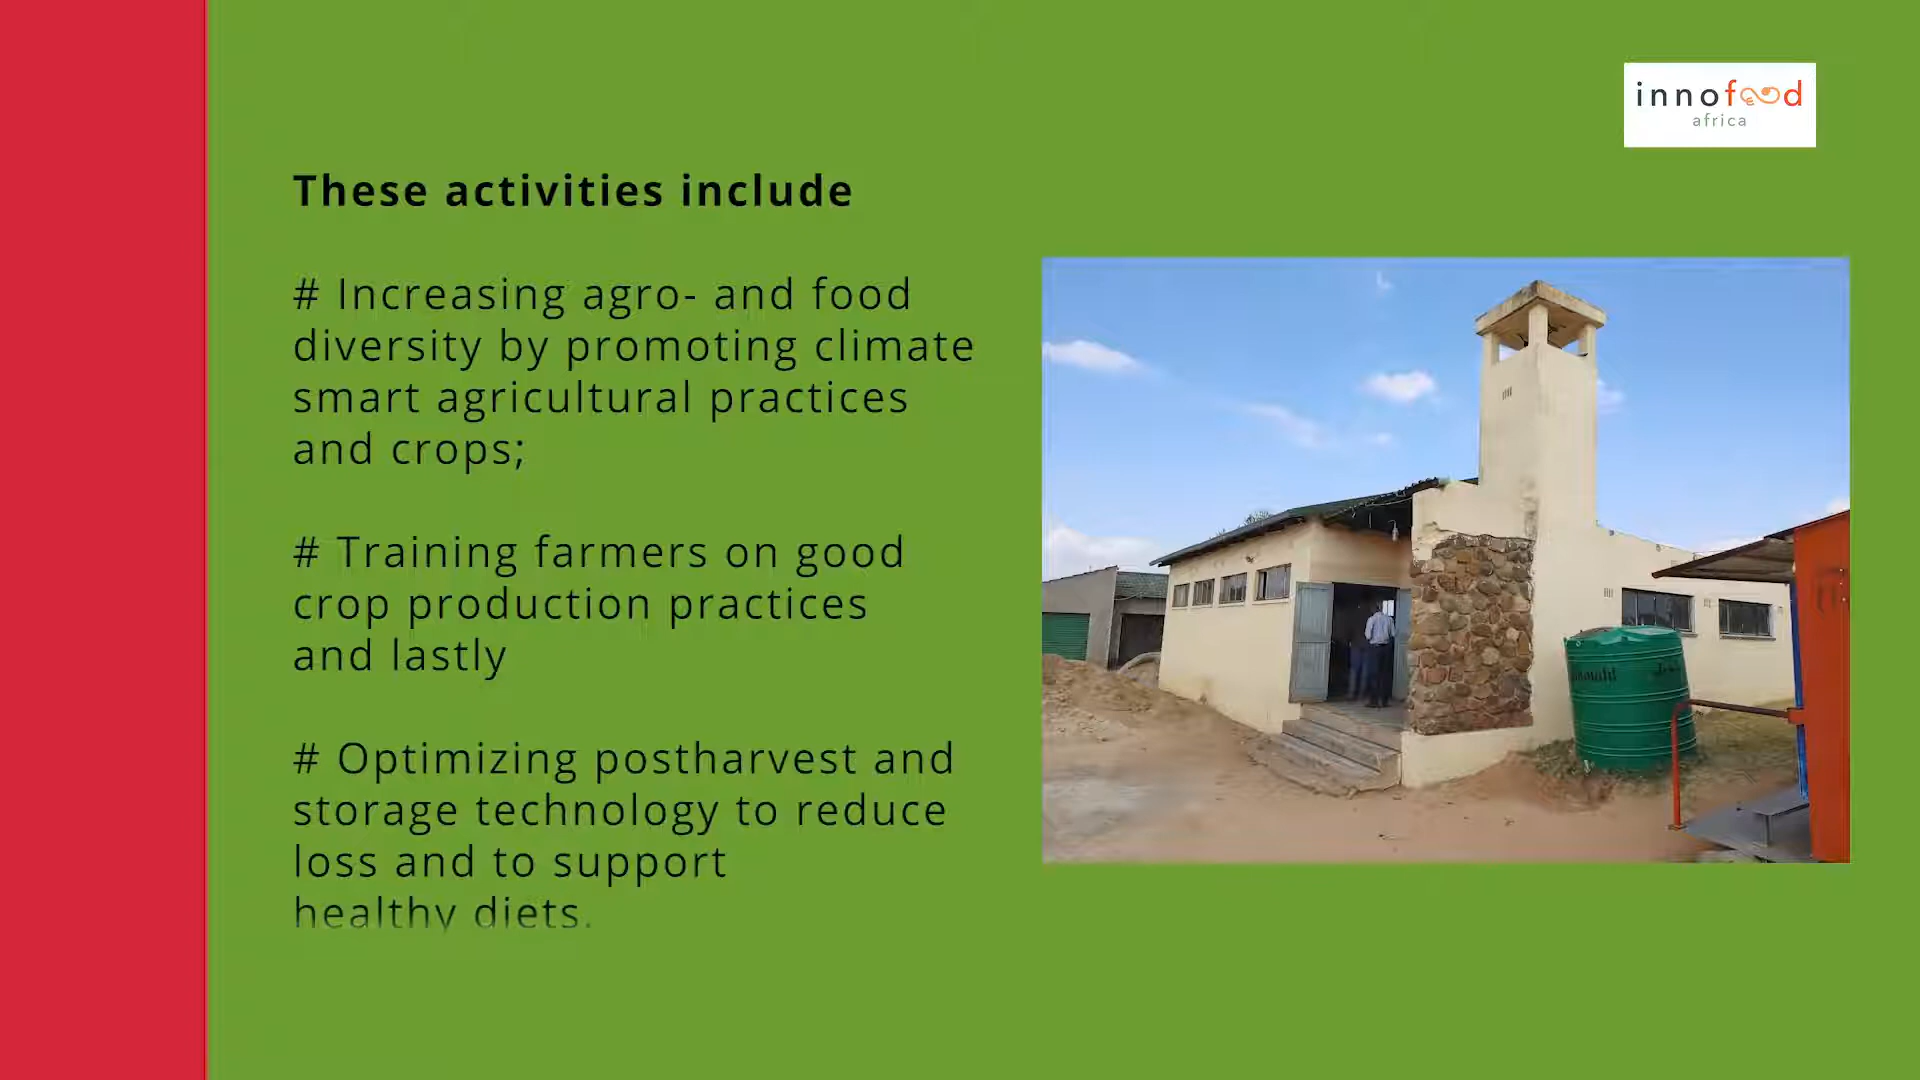 innofood
africa
These activities include
# Increasing agro- and food
diversity by promoting climate
smart agricultural practices
and crops;
# Training farmers on good
crop production practices
and lastly
# Optimizing postharvest and
storage technology to reduce
loss and to support
healthy diets.